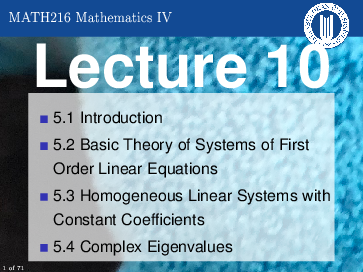 MATH216 Mathematics IV
Lecture 10
5.1 Introduction
5.2 Basic Theory of Systems of First
Order Linear Equations
5.3 Homogeneous Linear Systems with
Constant Coefficients
5.4 Complex Eigenvalues
1 of 71